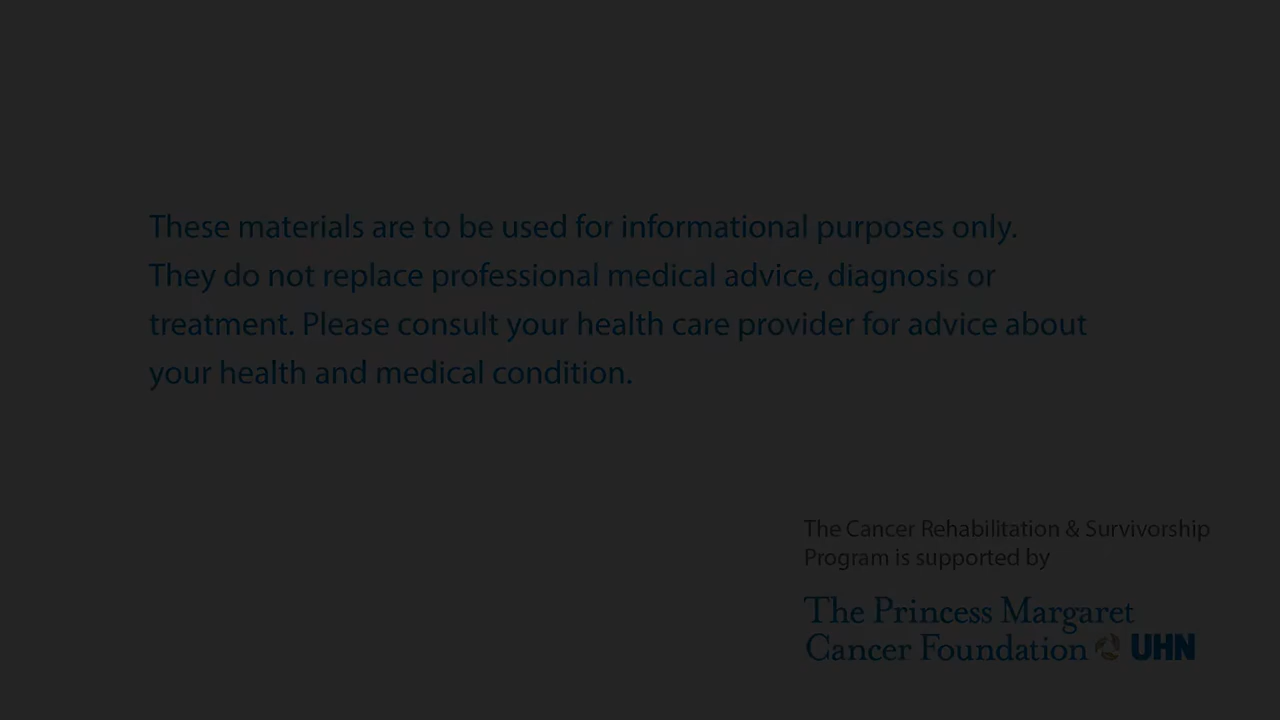 These materials are to be used for informational purposes only.
They do not replace professional medical advice, diagnosis or
treatment. Please consult your health care provider for advice about
your health and medical condition.
The Cancer Rehabilitation & Survivorship
Program is supported by
The Princess Margaret
Cancer Foundation UHN